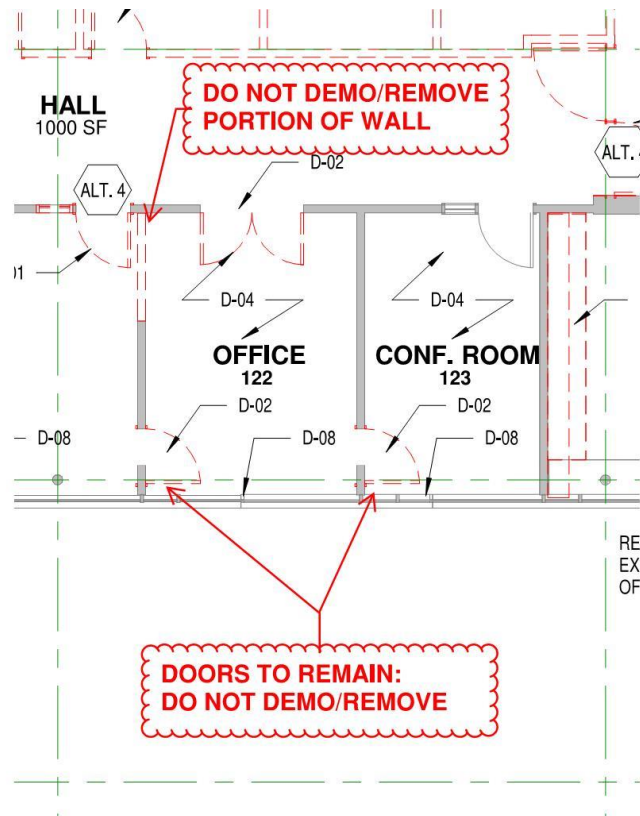 HALL
1000 SF
DO NOT DEMO/REMOVE
PORTION OF WALL
ALT. 4
D-02
ALT. 4
01
D-04
D-04
OFFICE
122
CONF. ROOM
123
D-02
D-02
D-08
D-08
D-08
RE
EX
OF
DOORS TO REMAIN:
DO NOT DEMO/REMOVE